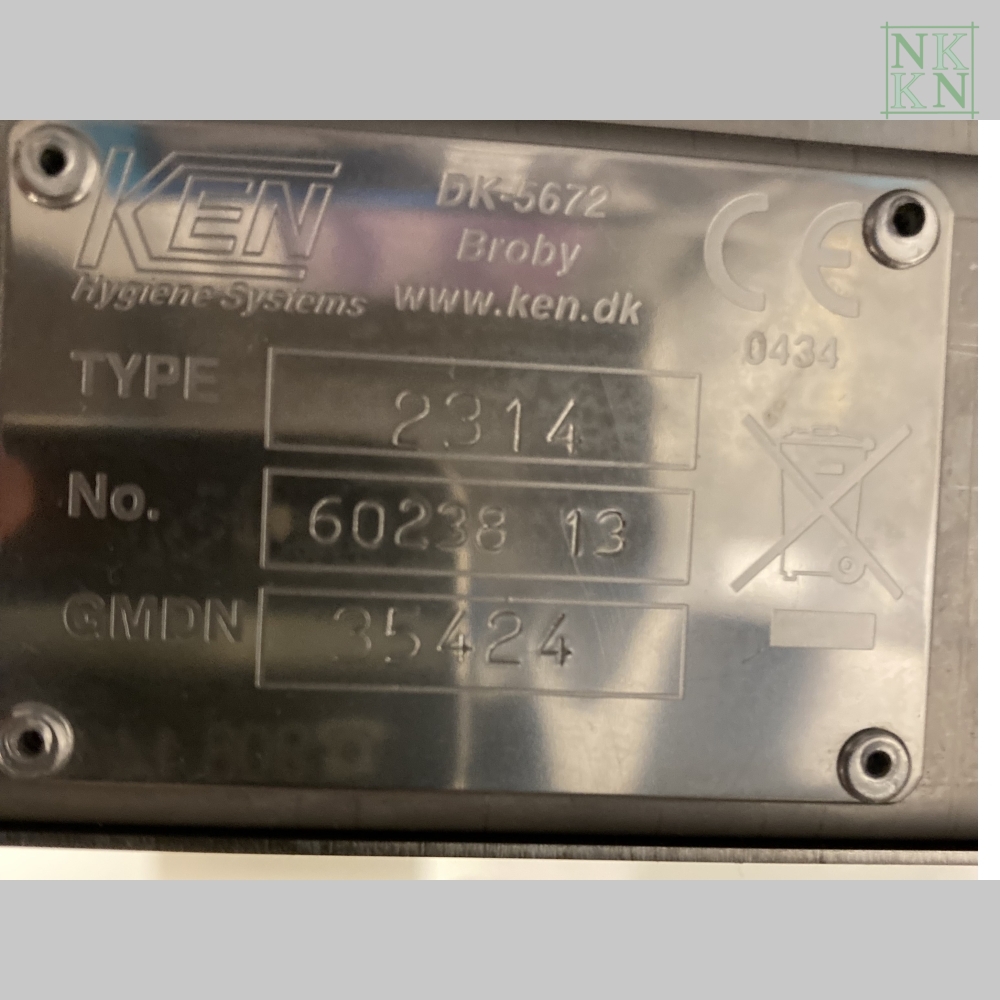 NK
KN
KEN
Hygiene Systems
DK-5672
Broby
www.ken.dk
CE
0434
TYPE 2314
No. 60238 13
GMDN 35424